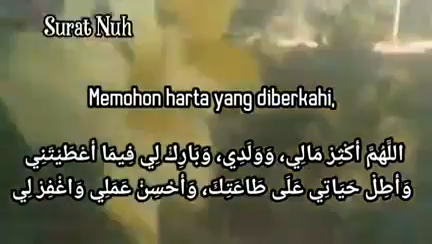 Surat Nuh
Memohon harta yang diberkahi,
اللَّهُمَّ أَكْثِرْ مَالِي، وَوَلَدِي، وَبَارِكْ لِي فِيمَا أَعْطَيْتَنِي
وَأَطِلْ حَيَاتِي عَلَى طَاعَتِكَ، وَأَحْسِنْ عَمَلِي وَاغْفِرْ لِي